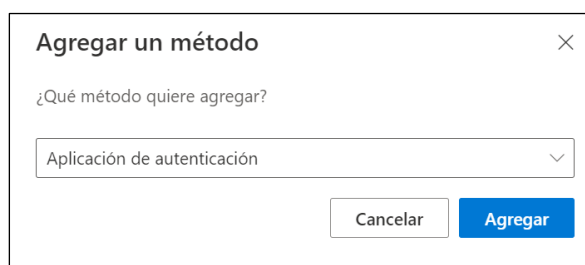 Agregar un método
¿Qué método quiere agregar?
Aplicación de autenticación
Cancelar
Agregar